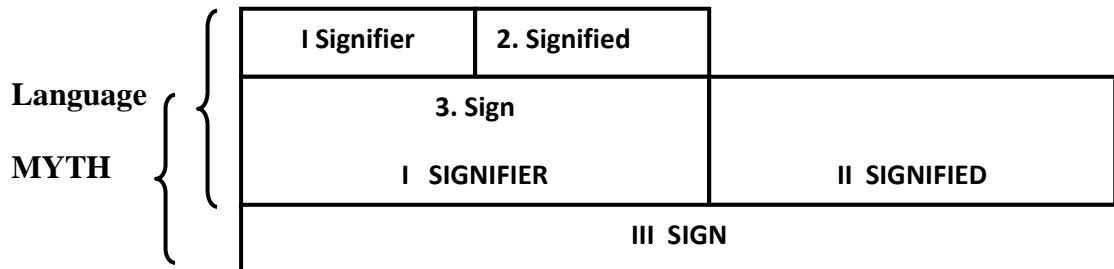 I Signifier 2. Signified
Language
3. Sign
MYTH
I SIGNIFIER II SIGNIFIED
III SIGN